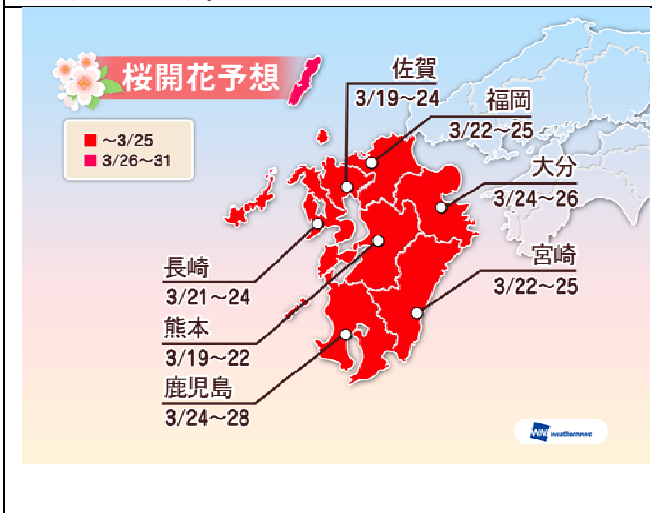 桜開花予想
～3/25
3/26～31
佐賀
3/19～24
福岡
3/22～25
大分
3/24～26
宮崎
3/22～25
長崎
3/21～24
熊本
3/19～22
鹿児島
3/24～28
WNI weathernews